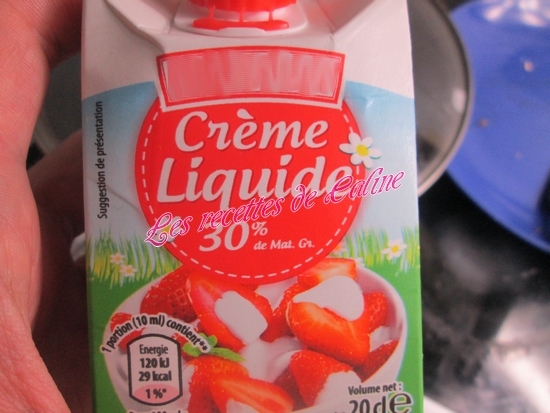 Crème
Liquide
Les recettes de Caline
30%
de Mat. Gr.
Suggestion de présentation
1 portion (10 ml) contient**
Energie
120 kJ
29 kcal
1%*
Volume net :
20cl e